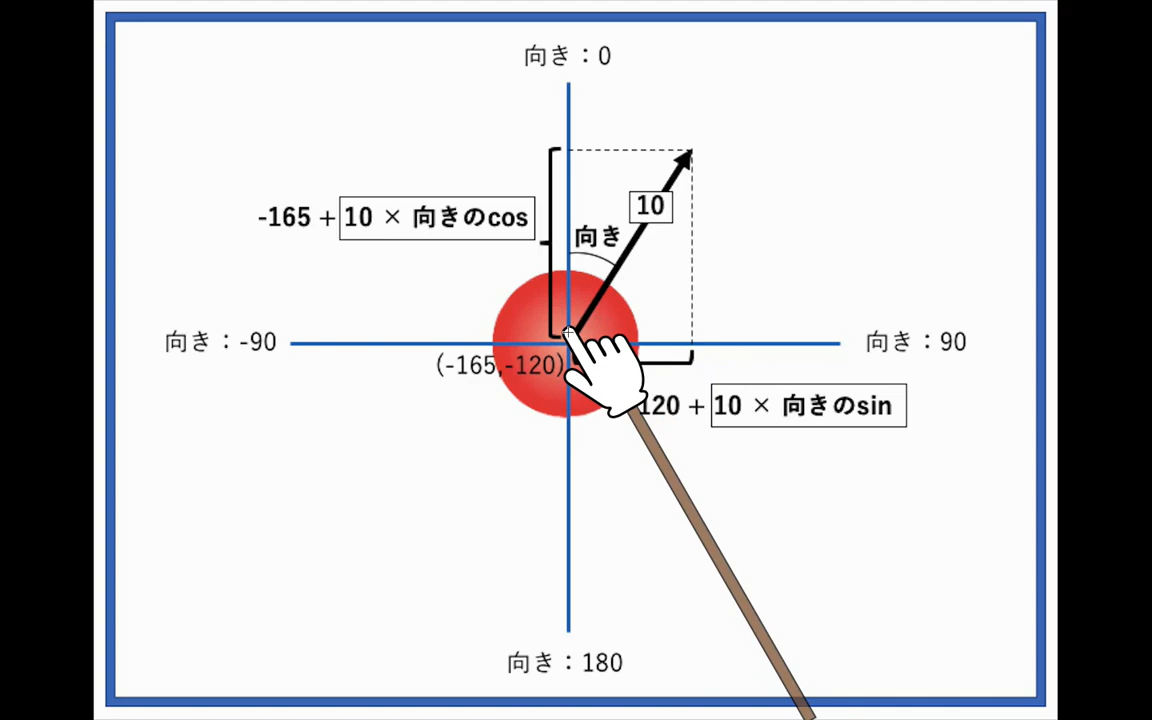 向き：0
-165 + 10 × 向きのcos
10
向き
向き：-90
向き：90
(-165,-120)
120 + 10 × 向きのsin
向き：180